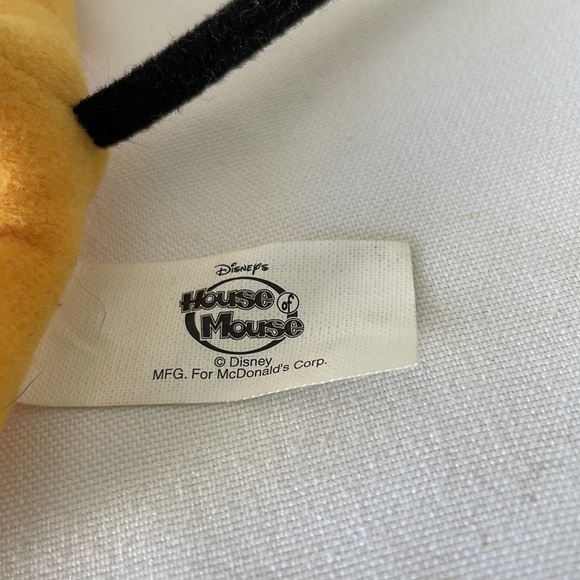 Disney's
House of
Mouse
© Disney
MFG. For McDonald's Corp.